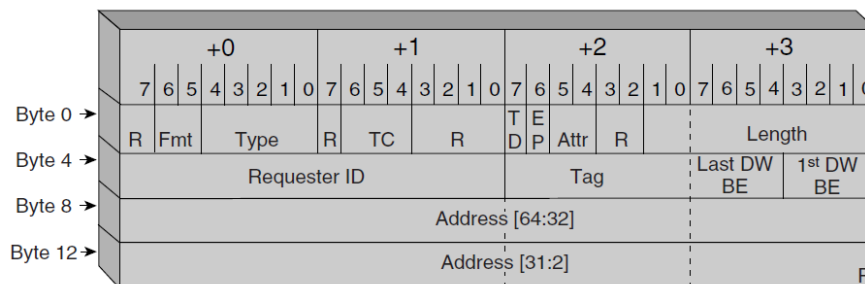 +0 +1 +2 +3
7 6 5 4 3 2 1 0 7 6 5 4 3 2 1 0 7 6 5 4 3 2 1 0 7 6 5 4 3 2 1 0
Byte 0 R Fmt Type R TC R TD EP Attr R Length
Byte 4 Requester ID Tag Last DW BE 1st DW BE
Byte 8 Address [64:32]
Byte 12 Address [31:2]